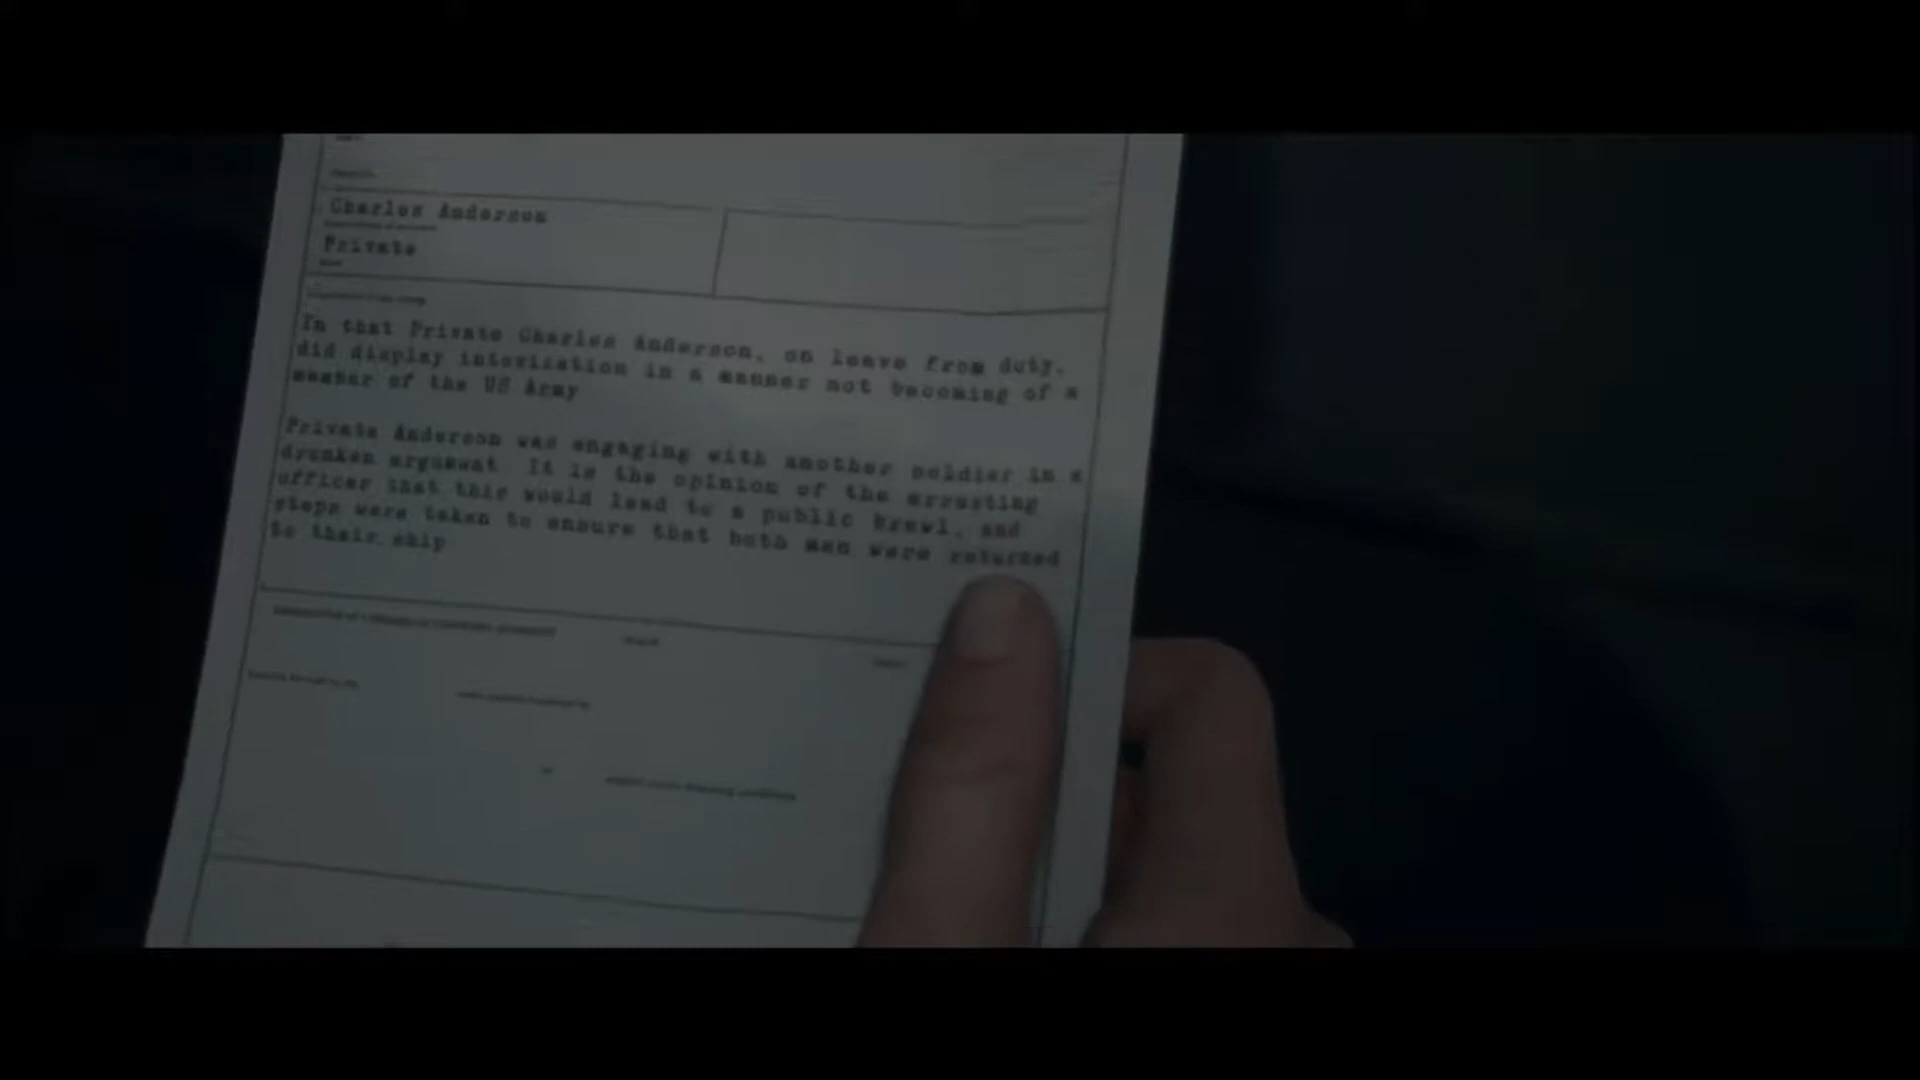 Charles Anderson
Private
In that Private Charles Anderson, on leave from duty,
did display intoxication in a manner not becoming of a
member of the US Army
Private Anderson was engaging with another soldier in a
drunken argument. It is the opinion of the arresting
officer that this would lead to a public brawl, and
steps were taken to ensure that both men were returned
to their ship